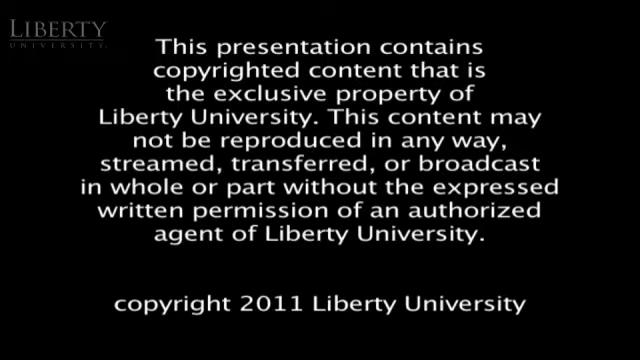 LIBERTY
UNIVERSITY
This presentation contains
copyrighted content that is
the exclusive property of
Liberty University. This content may
not be reproduced in any way,
streamed, transferred, or broadcast
in whole or part without the expressed
written permission of an authorized
agent of Liberty University.
copyright 2011 Liberty University